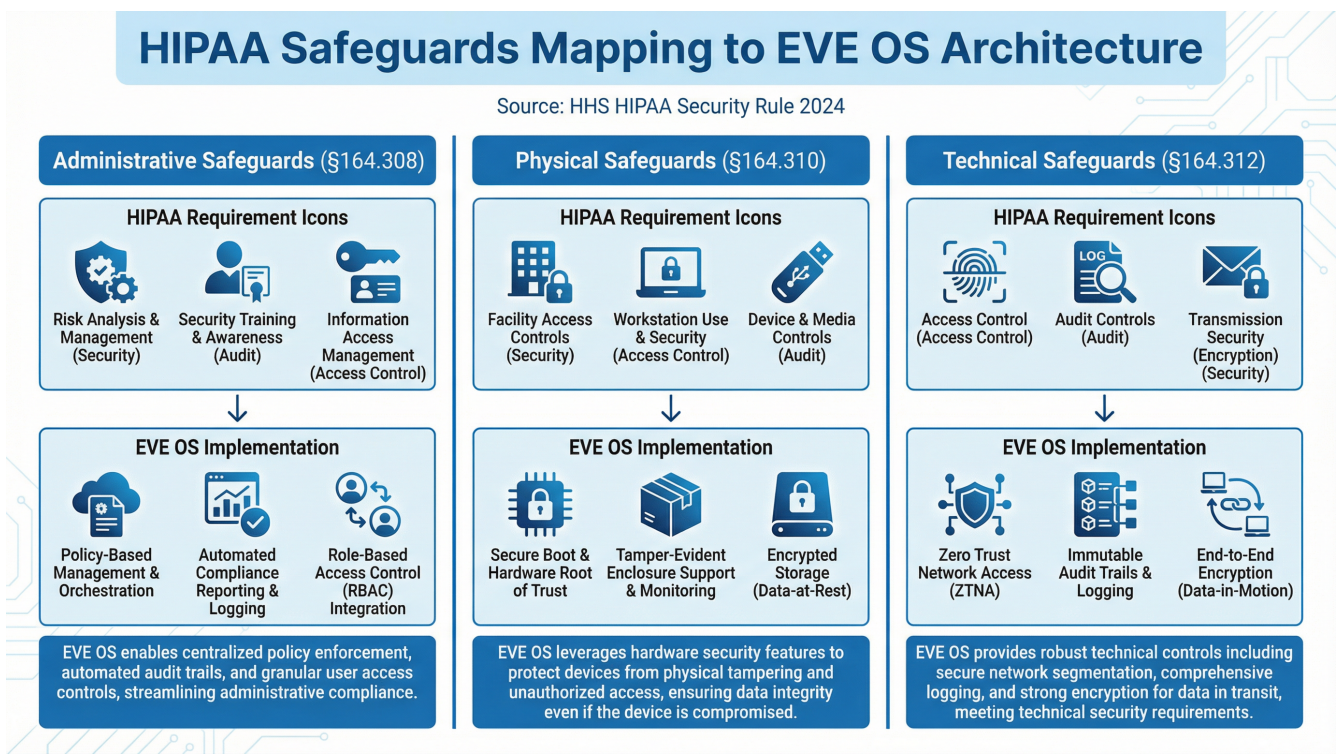 HIPAA Safeguards Mapping to EVE OS Architecture
Source: HHS HIPAA Security Rule 2024
Administrative Safeguards (§164.308)
HIPAA Requirement Icons
Risk Analysis &
Management
(Security)
Security Training
& Awareness
(Audit)
Information
Access
Management
(Access Control)
EVE OS Implementation
Policy-Based
Management &
Orchestration
Automated
Compliance
Reporting &
Logging
Role-Based
Access Control
(RBAC)
Integration
EVE OS enables centralized policy enforcement,
automated audit trails, and granular user access
controls, streamlining administrative compliance.
Physical Safeguards (§164.310)
HIPAA Requirement Icons
Facility Access
Controls
(Security)
Workstation Use
& Security
(Access Control)
Device & Media
Controls
(Audit)
EVE OS Implementation
Secure Boot &
Hardware Root
of Trust
Tamper-Evident
Enclosure Support
& Monitoring
Encrypted
Storage
(Data-at-Rest)
EVE OS leverages hardware security features to
protect devices from physical tampering and
unauthorized access, ensuring data integrity
even if the device is compromised.
Technical Safeguards (§164.312)
HIPAA Requirement Icons
Access Control
(Access Control)
LOG
Audit Controls
(Audit)
Transmission
Security
(Encryption)
(Security)
EVE OS Implementation
Zero Trust
Network Access
(ZTNA)
Immutable
Audit Trails &
Logging
End-to-End
Encryption
(Data-in-Motion)
EVE OS provides robust technical controls including
secure network segmentation, comprehensive
logging, and strong encryption for data in transit,
meeting technical security requirements.